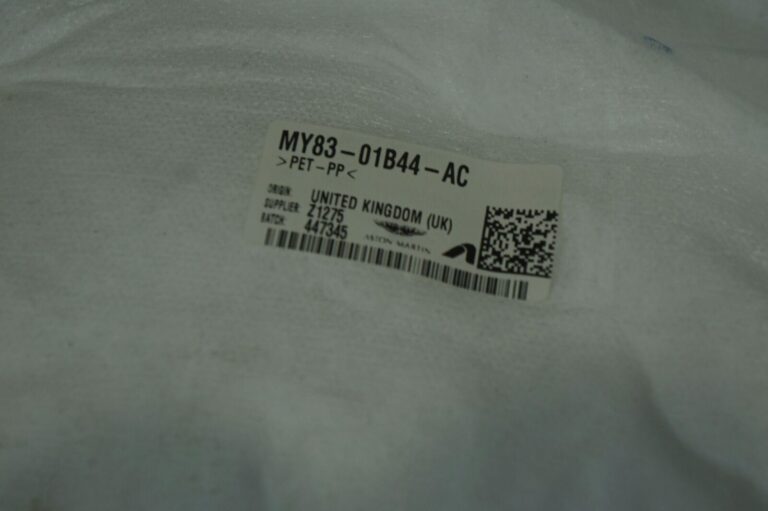 MY83-01B44-AC
>PET-PP<
ORIGIN: UNITED KINGDOM (UK)
SUPPLIER: Z1275
BATCH: 447345
ASTON MARTIN